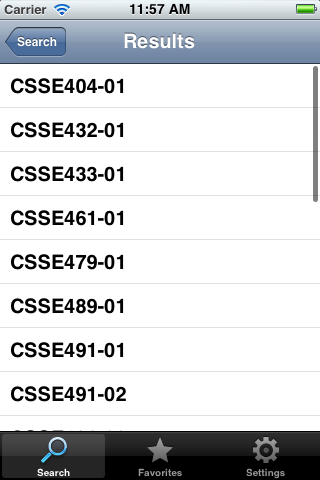 Carrier 11:57 AM
Search Results
CSSE404-01
CSSE432-01
CSSE433-01
CSSE461-01
CSSE479-01
CSSE489-01
CSSE491-01
CSSE491-02
Search Favorites Settings